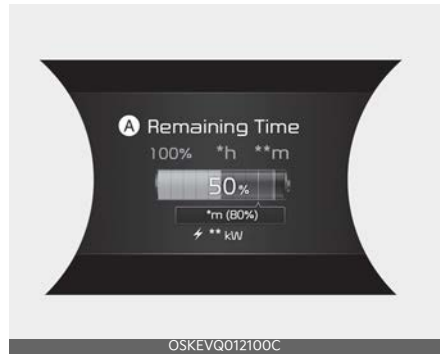 A Remaining Time
100% *h **m
50%
*m (80%)
** kW
OSKEVQ012100C